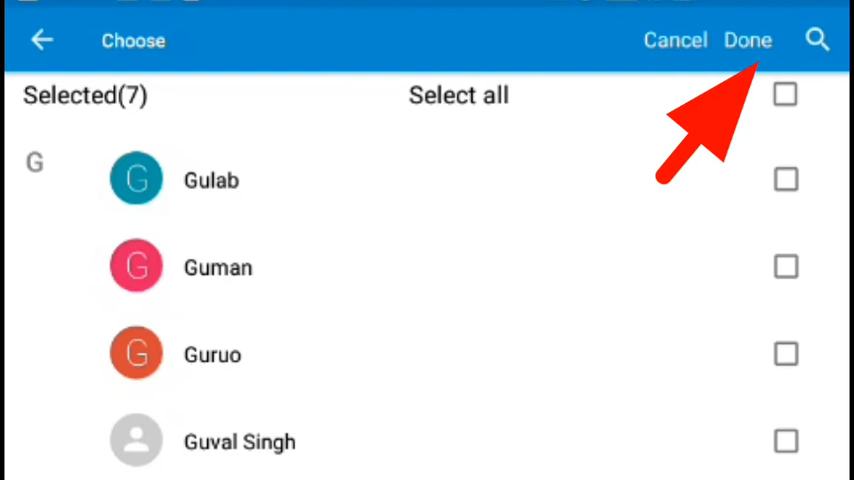 Choose Cancel Done
Selected(7) Select all
G
G Gulab
G Guman
G Guruo
Guval Singh